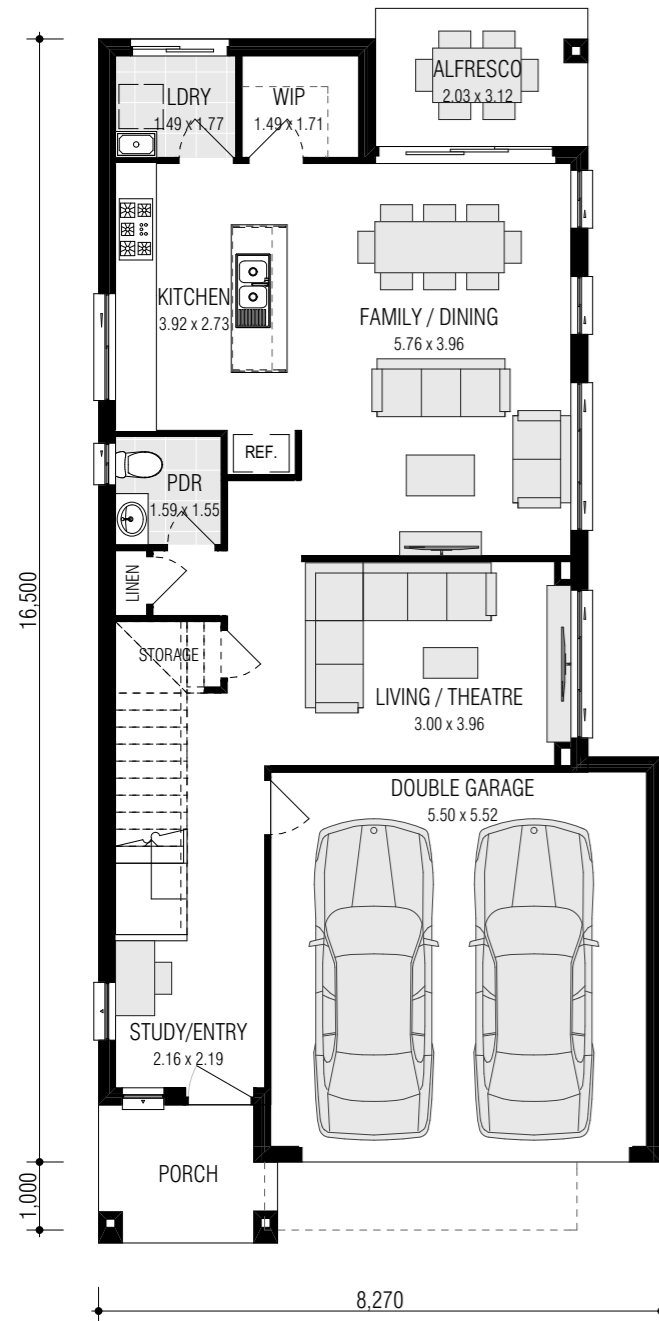 ALFRESCO
2.03 x 3.12
LDRY
1.49 x 1.77
WIP
1.49 x 1.71
KITCHEN
3.92 x 2.73
FAMILY / DINING
5.76 x 3.96
REF.
PDR
1.59 x 1.55
LINEN
16,500
STORAGE
LIVING / THEATRE
3.00 x 3.96
DOUBLE GARAGE
5.50 x 5.52
STUDY/ENTRY
2.16 x 2.19
PORCH
1,000
8,270